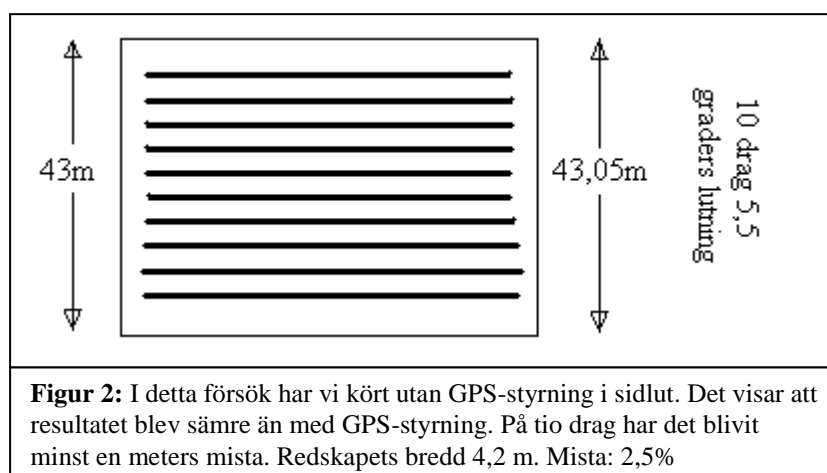 43m
43,05m
10 drag 5,5
graders lutning
Figur 2: I detta försök har vi kört utan GPS-styrning i sidlut. Det visar att
resultatet blev sämre än med GPS-styrning. På tio drag har det blivit
minst en meters mista. Redskapets bredd 4,2 m. Mista: 2,5%